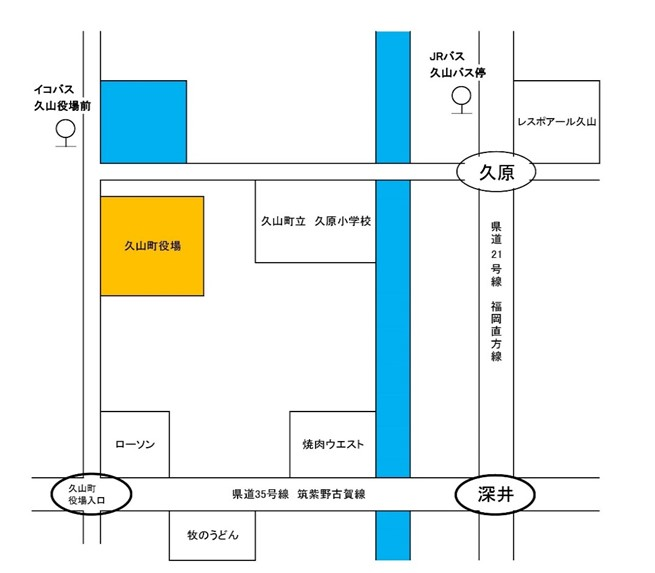 JRバス
久山バス停
イコバス
久山役場前
レスポアール久山
久原
久山町立 久原小学校
久山町役場
県道21号線 福岡直方線
ローソン
焼肉ウエスト
久山町
役場入口
県道35号線 筑紫野古賀線
深井
牧のうどん